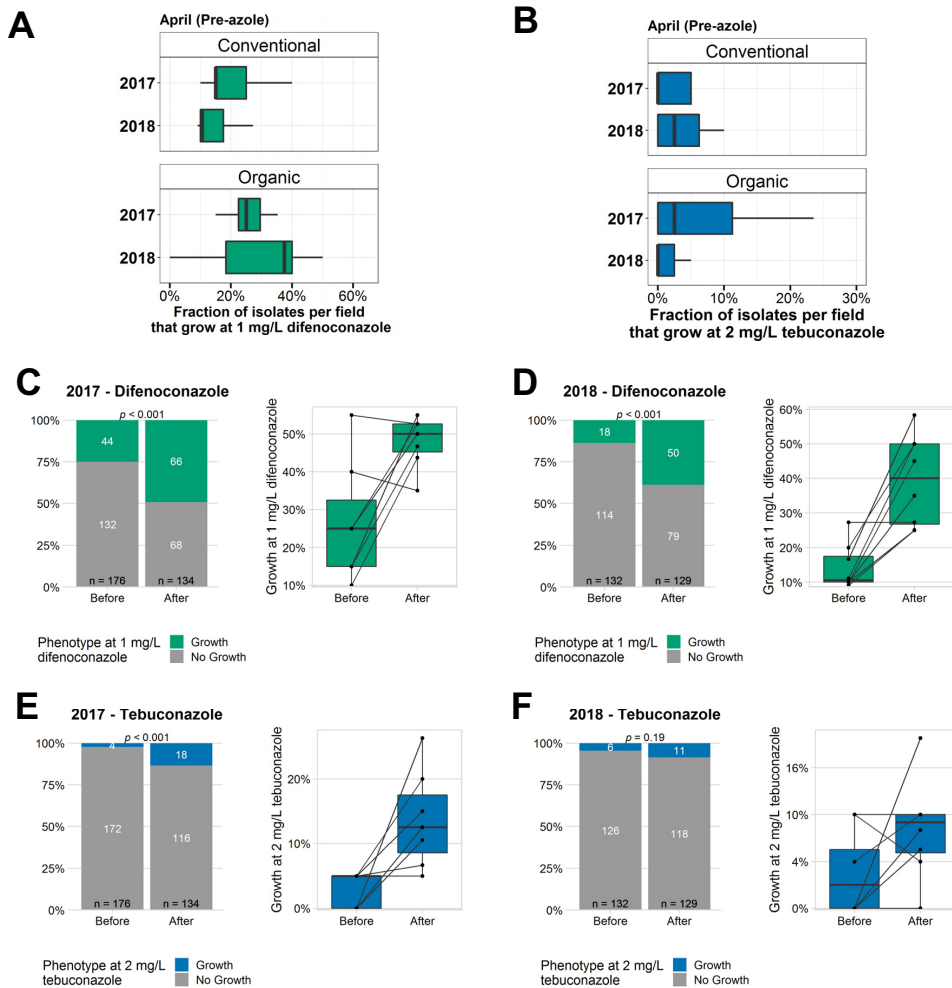 A
April (Pre-azole)
Conventional
2017
2018
Organic
2017
2018
0%
20%
40%
60%
Fraction of isolates per field
that grow at 1 mg/L difenoconazole
B
April (Pre-azole)
Conventional
2017
2018
Organic
2017
2018
0%
10%
20%
30%
Fraction of isolates per field
that grow at 2 mg/L tebuconazole
C
2017 - Difenoconazole
p < 0.001
100%
75%
50%
25%
0%
44
66
132
68
n = 176
n = 134
Before
After
Growth at 1 mg/L difenoconazole
50%
40%
30%
20%
10%
Before
After
Phenotype at 1 mg/L
difenoconazole
Growth
No Growth
D
2018 - Difenoconazole
p < 0.001
100%
75%
50%
25%
0%
18
50
114
79
n = 132
n = 129
Before
After
Growth at 1 mg/L difenoconazole
60%
50%
40%
30%
20%
10%
Before
After
Phenotype at 1 mg/L
difenoconazole
Growth
No Growth
E
2017 - Tebuconazole
p < 0.001
100%
75%
50%
25%
0%
4
18
172
116
n = 176
n = 134
Before
After
Growth at 2 mg/L tebuconazole
20%
10%
0%
Before
After
Phenotype at 2 mg/L
tebuconazole
Growth
No Growth
F
2018 - Tebuconazole
p = 0.19
100%
75%
50%
25%
0%
6
11
126
118
n = 132
n = 129
Before
After
Growth at 2 mg/L tebuconazole
16%
10%
4%
0%
Before
After
Phenotype at 2 mg/L
tebuconazole
Growth
No Growth